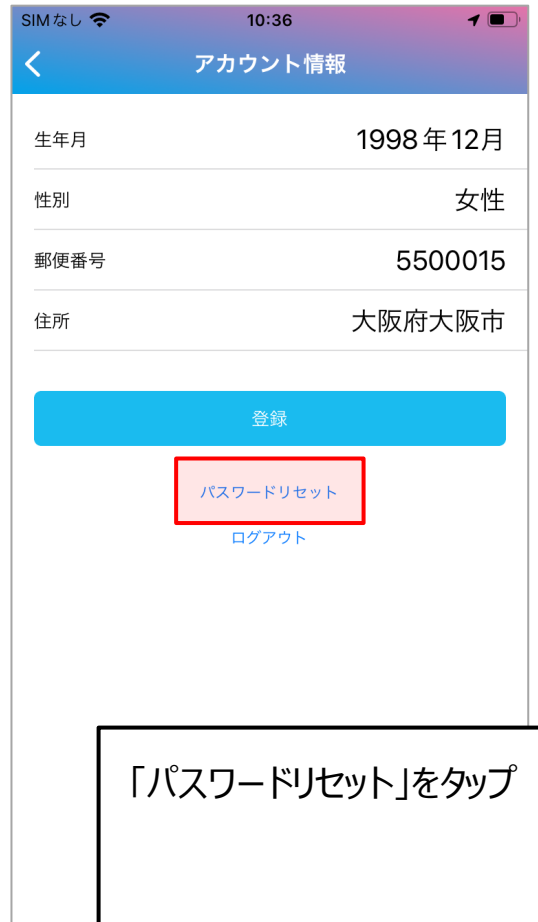 SIMなし 10:36
アカウント情報
生年月 1998年12月
性別 女性
郵便番号 5500015
住所 大阪府大阪市
登録
パスワードリセット
ログアウト
「パスワードリセット」をタップ